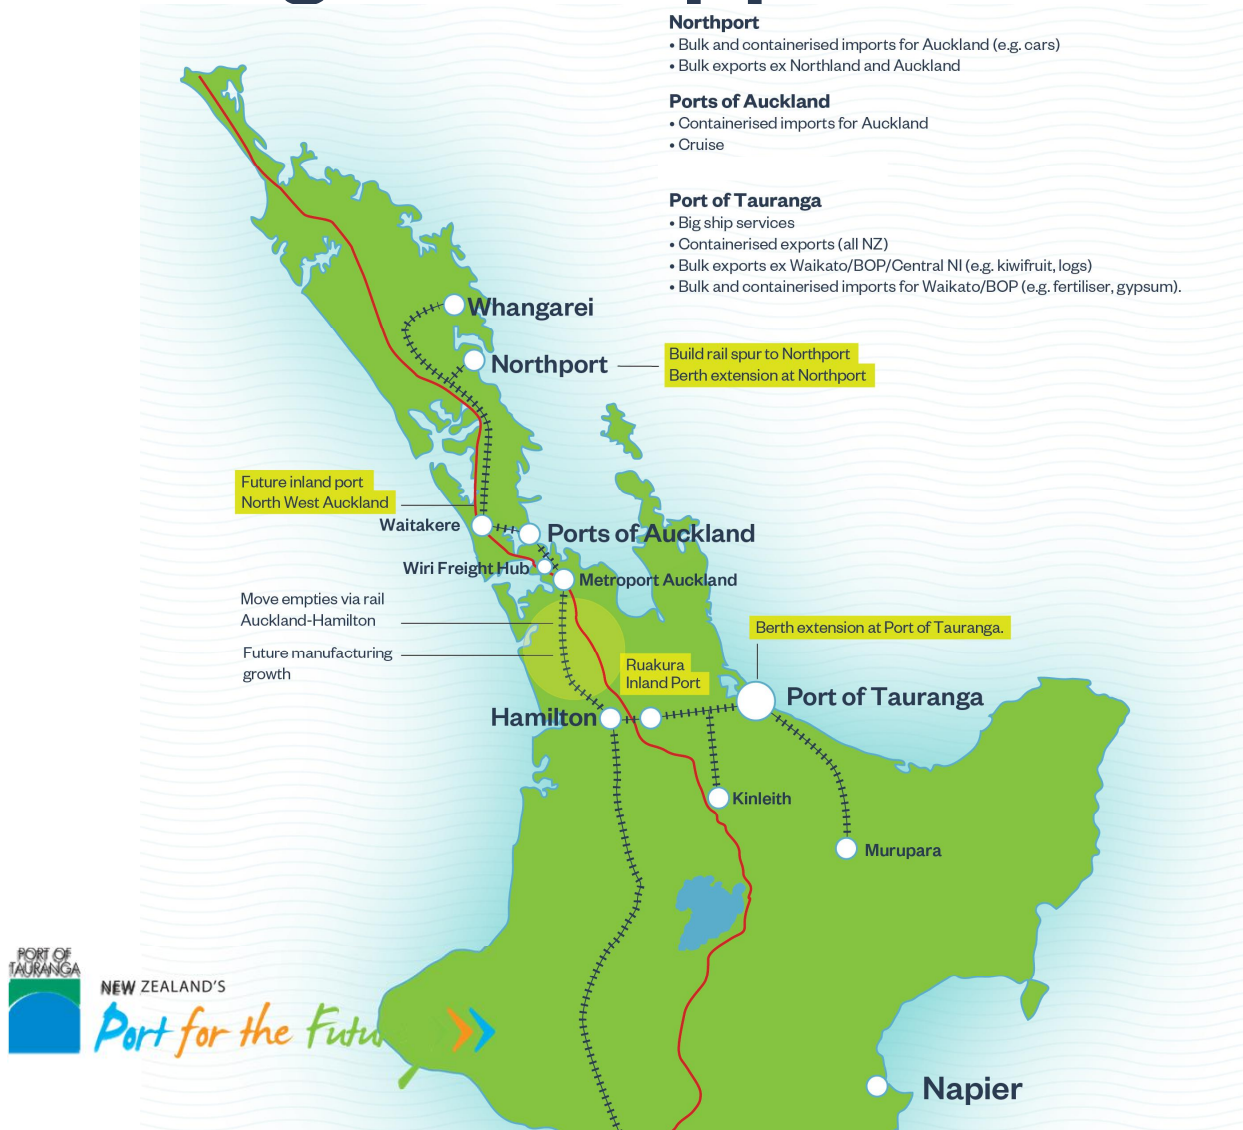 Northport
• Bulk and containerised imports for Auckland (e.g. cars)
• Bulk exports ex Northland and Auckland
Ports of Auckland
• Containerised imports for Auckland
• Cruise
Port of Tauranga
• Big ship services
• Containerised exports (all NZ)
• Bulk exports ex Waikato/BOP/Central NI (e.g. kiwifruit, logs)
• Bulk and containerised imports for Waikato/BOP (e.g. fertiliser, gypsum).
Whangarei
Northport
Build rail spur to Northport
Berth extension at Northport
Future inland port
North West Auckland
Waitakere
Ports of Auckland
Wiri Freight Hub
Metroport Auckland
Move empties via rail
Auckland-Hamilton
Future manufacturing
growth
Berth extension at Port of Tauranga.
Ruakura
Inland Port
Port of Tauranga
Hamilton
Kinleith
Murupara
PORT OF
TAURANGA
NEW ZEALAND'S
Port for the Futu
Napier